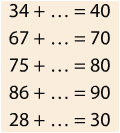 34 + ... = 40
67 + ... = 70
75 + ... = 80
86 + ... = 90
28 + ... = 30